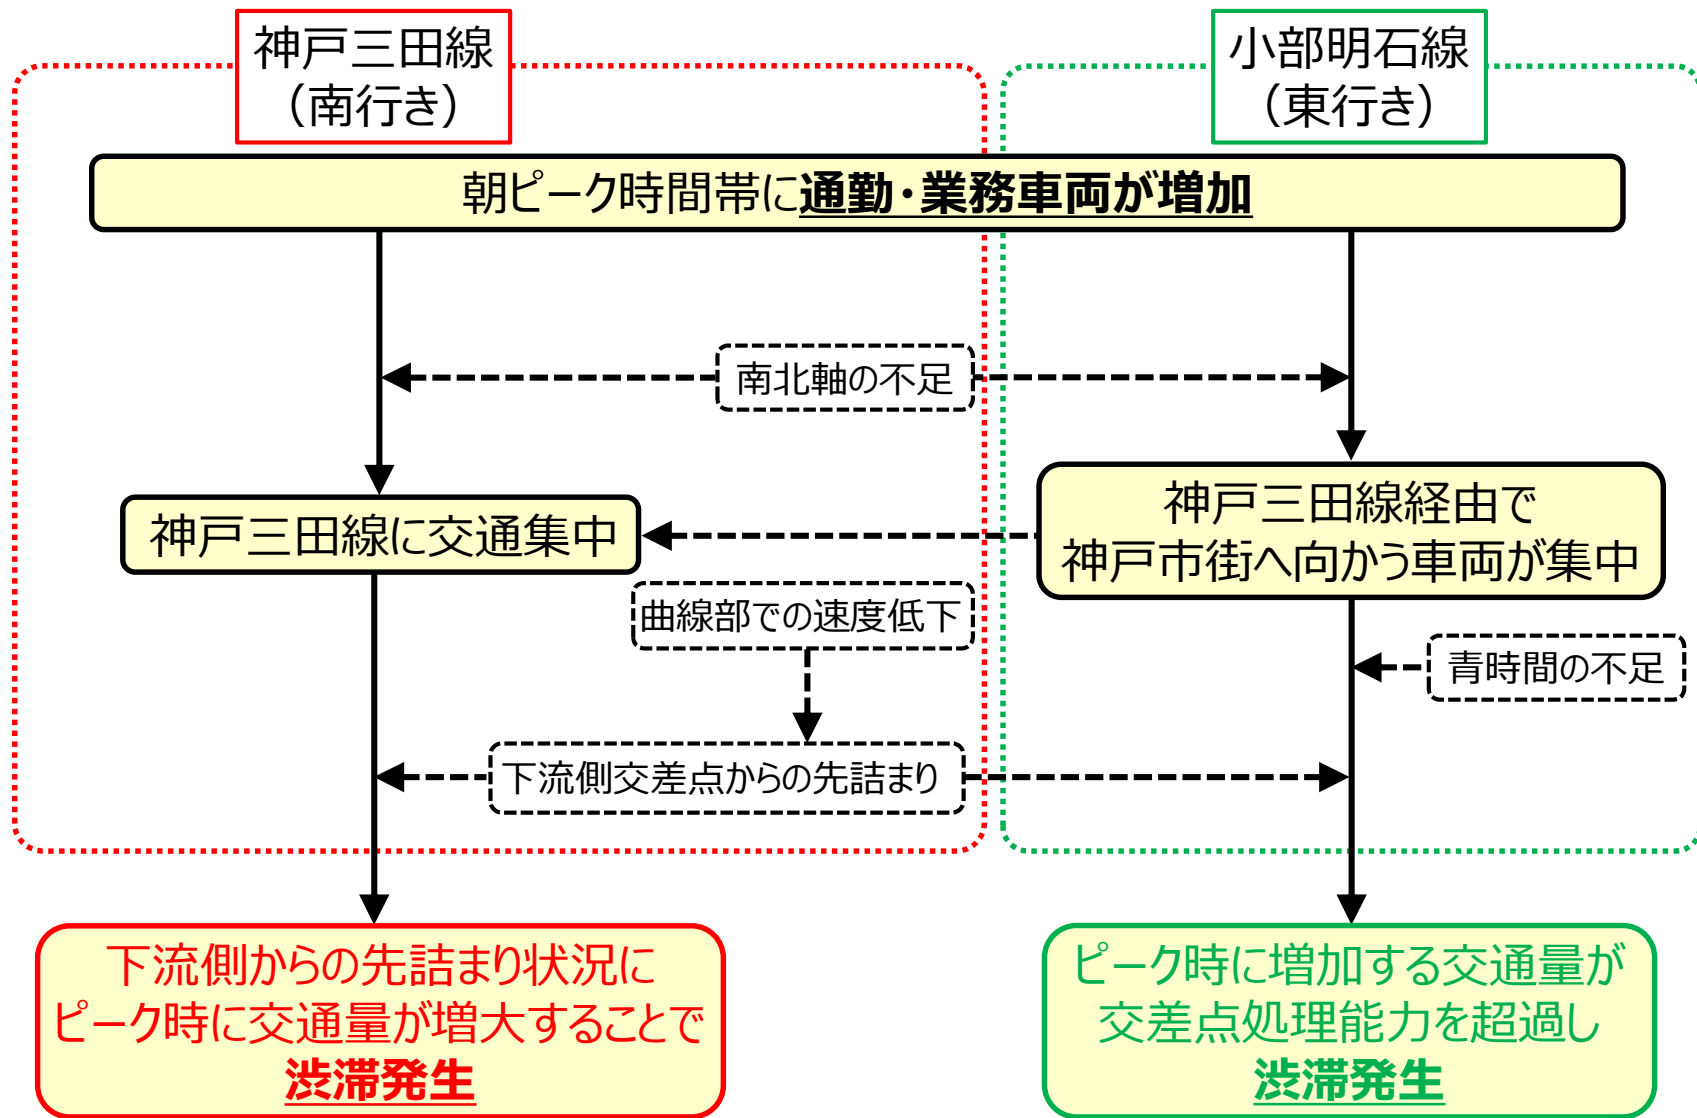 神戸三田線
（南行き）
小部明石線
（東行き）
朝ピーク時間帯に通勤・業務車両が増加
南北軸の不足
神戸三田線に交通集中
神戸三田線経由で
神戸市街へ向かう車両が集中
曲線部での速度低下
青時間の不足
下流側交差点からの先詰まり
下流側からの先詰まり状況に
ピーク時に交通量が増大することで
渋滞発生
ピーク時に増加する交通量が
交差点処理能力を超過し
渋滞発生